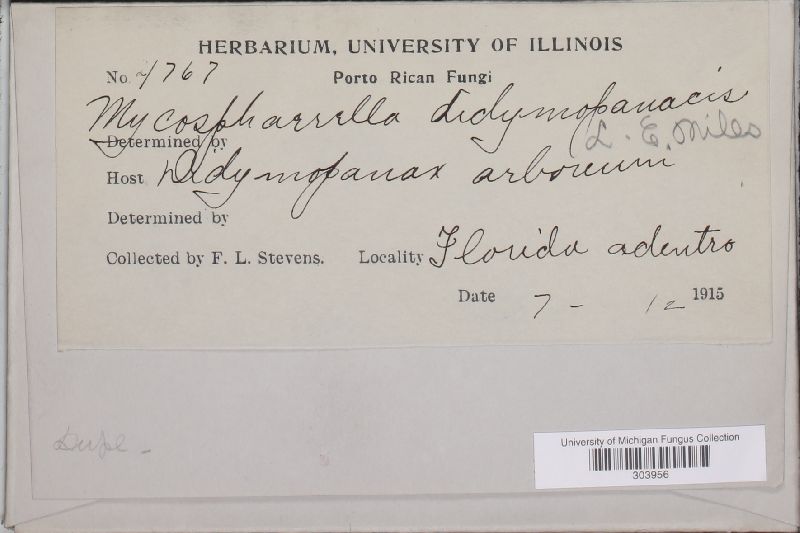 HERBARIUM, UNIVERSITY OF ILLINOIS
No. 4767 Porto Rican Fungi
Mycosphaerella didymopanacis
Determined by L. E. Miles
Host Didymopanax arboreum
Determined by
Collected by F. L. Stevens. Locality Florida adentro
Date 7 - 12 1915
Dupl -
University of Michigan Fungus Collection
303956